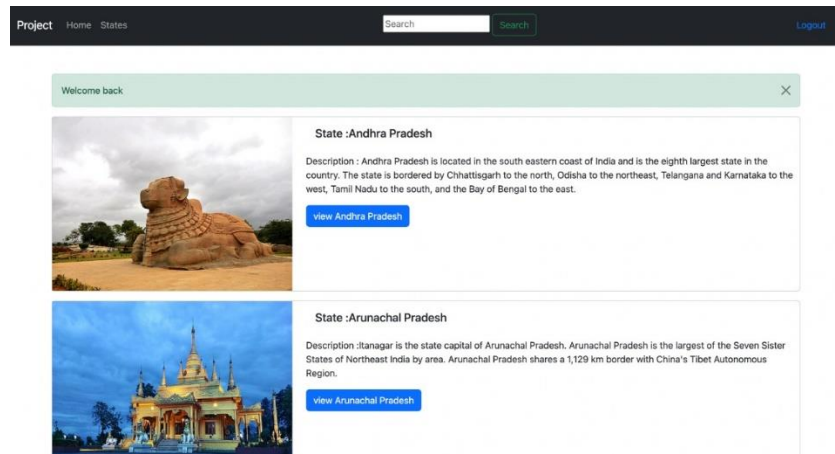 Project Home States Search Search Logout
Welcome back
State :Andhra Pradesh
Description : Andhra Pradesh is located in the south eastern coast of India and is the eighth largest state in the
country. The state is bordered by Chhattisgarh to the north, Odisha to the northeast, Telangana and Karnataka to the
west, Tamil Nadu to the south, and the Bay of Bengal to the east.
view Andhra Pradesh
State :Arunachal Pradesh
Description :Itanagar is the state capital of Arunachal Pradesh. Arunachal Pradesh is the largest of the Seven Sister
States of Northeast India by area. Arunachal Pradesh shares a 1,129 km border with China's Tibet Autonomous
Region.
view Arunachal Pradesh